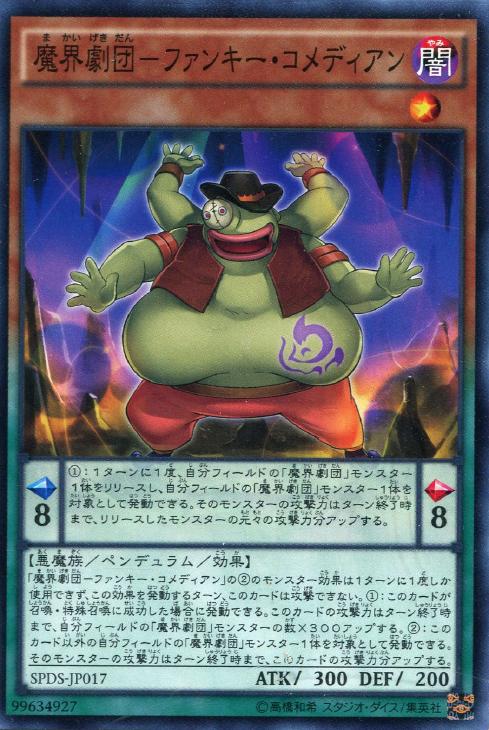 魔界劇団－ファンキー・コメディアン
ま かい げき だん
闇
やみ
①：１ターンに１度、自分フィールドの「魔界劇団」モンスター
１体をリリースし、自分フィールドの「魔界劇団」モンスター１体を
対象として発動できる。そのモンスターの攻撃力はターン終了時
まで、リリースしたモンスターの元々の攻撃力分アップする。
8
8
【悪魔族／ペンデュラム／効果】
「魔界劇団－ファンキー・コメディアン」の②のモンスター効果は１ターンに１度しか
使用できず、この効果を発動するターン、このカードは攻撃できない。①：このカードが
召喚・特殊召喚に成功した場合に発動できる。このカードの攻撃力はターン終了時
まで、自分フィールドの「魔界劇団」モンスターの数×３００アップする。②：この
カード以外の自分フィールドの「魔界劇団」モンスター１体を対象として発動できる。
そのモンスターの攻撃力はターン終了時まで、このカードの攻撃力分アップする。
SPDS-JP017
ATK/ 300 DEF/ 200
99634927
©高橋和希 スタジオ・ダイス/集英社